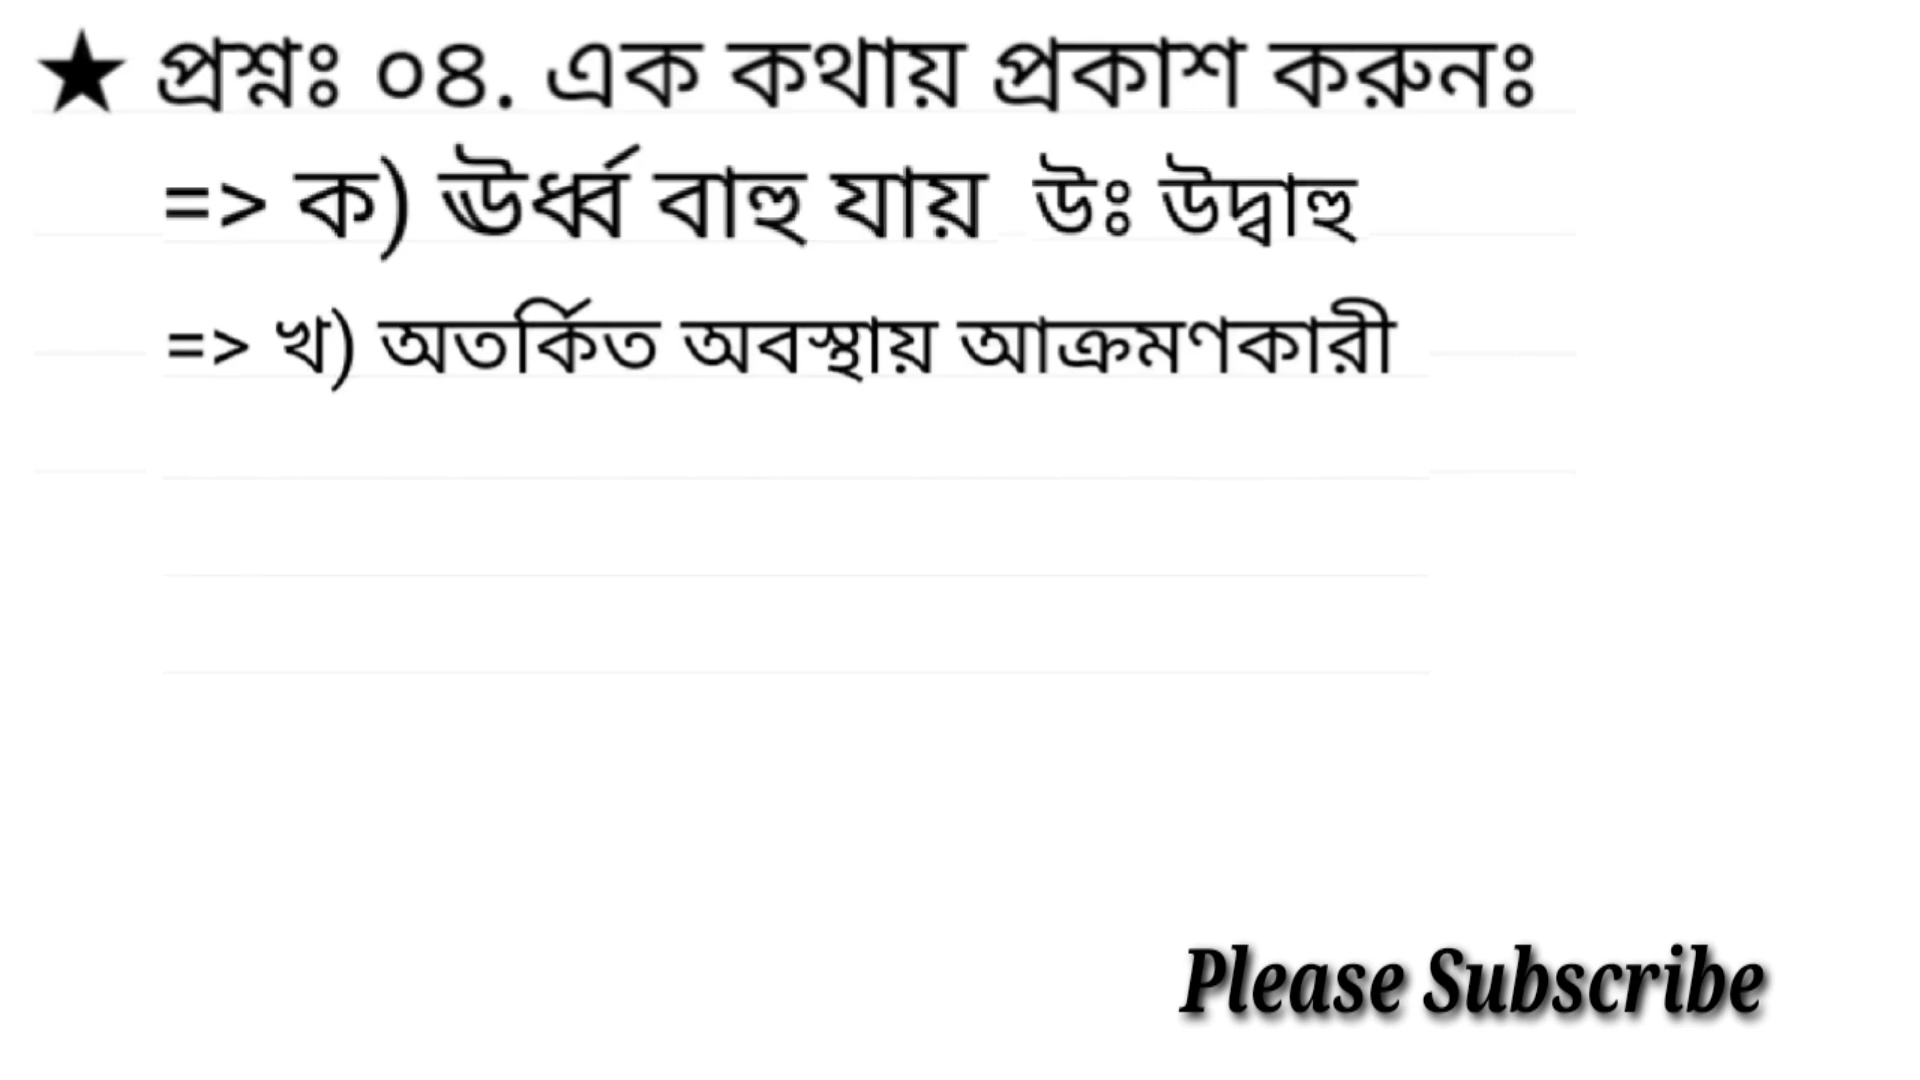 ★ প্রশ্নঃ ০৪. এক কথায় প্রকাশ করুনঃ
=> ক) ঊর্ধ্ব বাহু যায় উঃ উদ্বাহু
=> খ) অতর্কিত অবস্থায় আক্রমণকারী
Please Subscribe